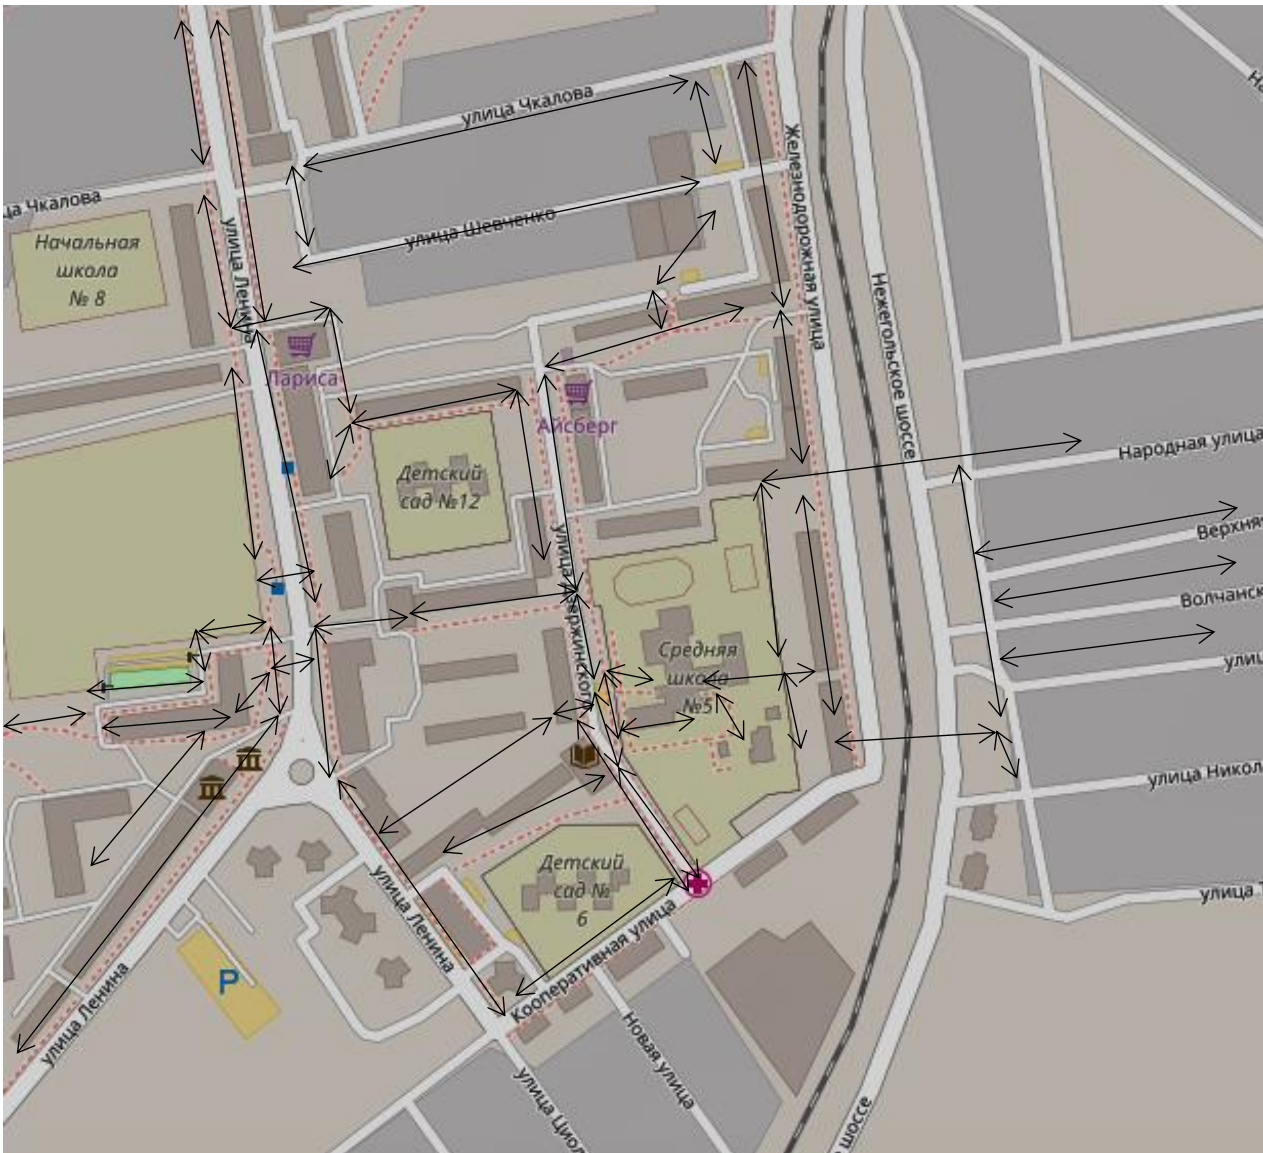 улица Чкалова
ца Чкалова
Начальная
школа
№ 8
улица Ленина
улица Шевченко
Железнодорожная улица
Нежегольское шоссе
Лариса
Айсберг
Детский
сад №12
Народная улица
Волчанск
улиц
Средняя
школа
№5
улица Никол
Детский
сад №
6
улица Ленина
P
улица Ленина
Кооперативная улица
Новая улица
улица Циол
шоссе